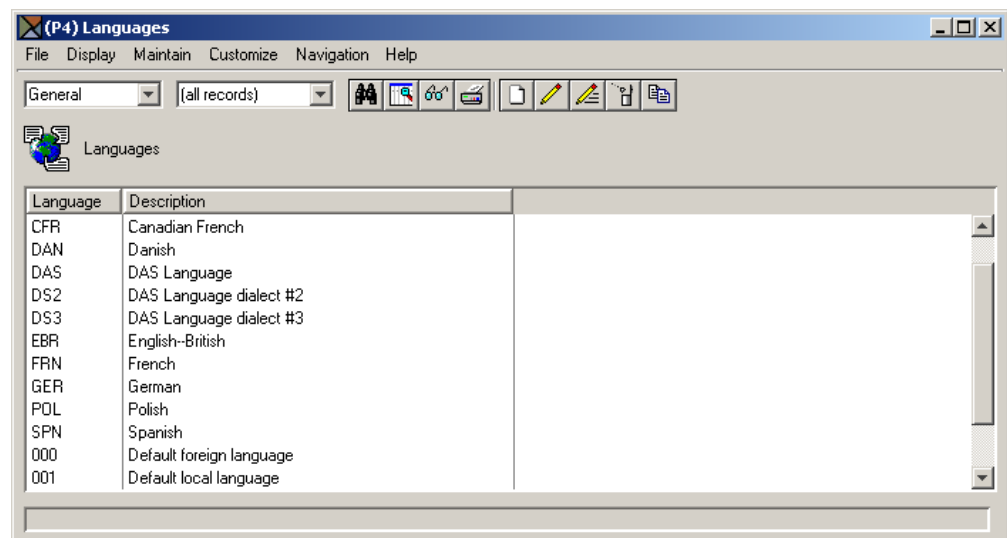 (P4) Languages
File Display Maintain Customize Navigation Help
General (all records)
Languages
Language Description
CFR Canadian French
DAN Danish
DAS DAS Language
DS2 DAS Language dialect #2
DS3 DAS Language dialect #3
EBR English--British
FRN French
GER German
POL Polish
SPN Spanish
000 Default foreign language
001 Default local language